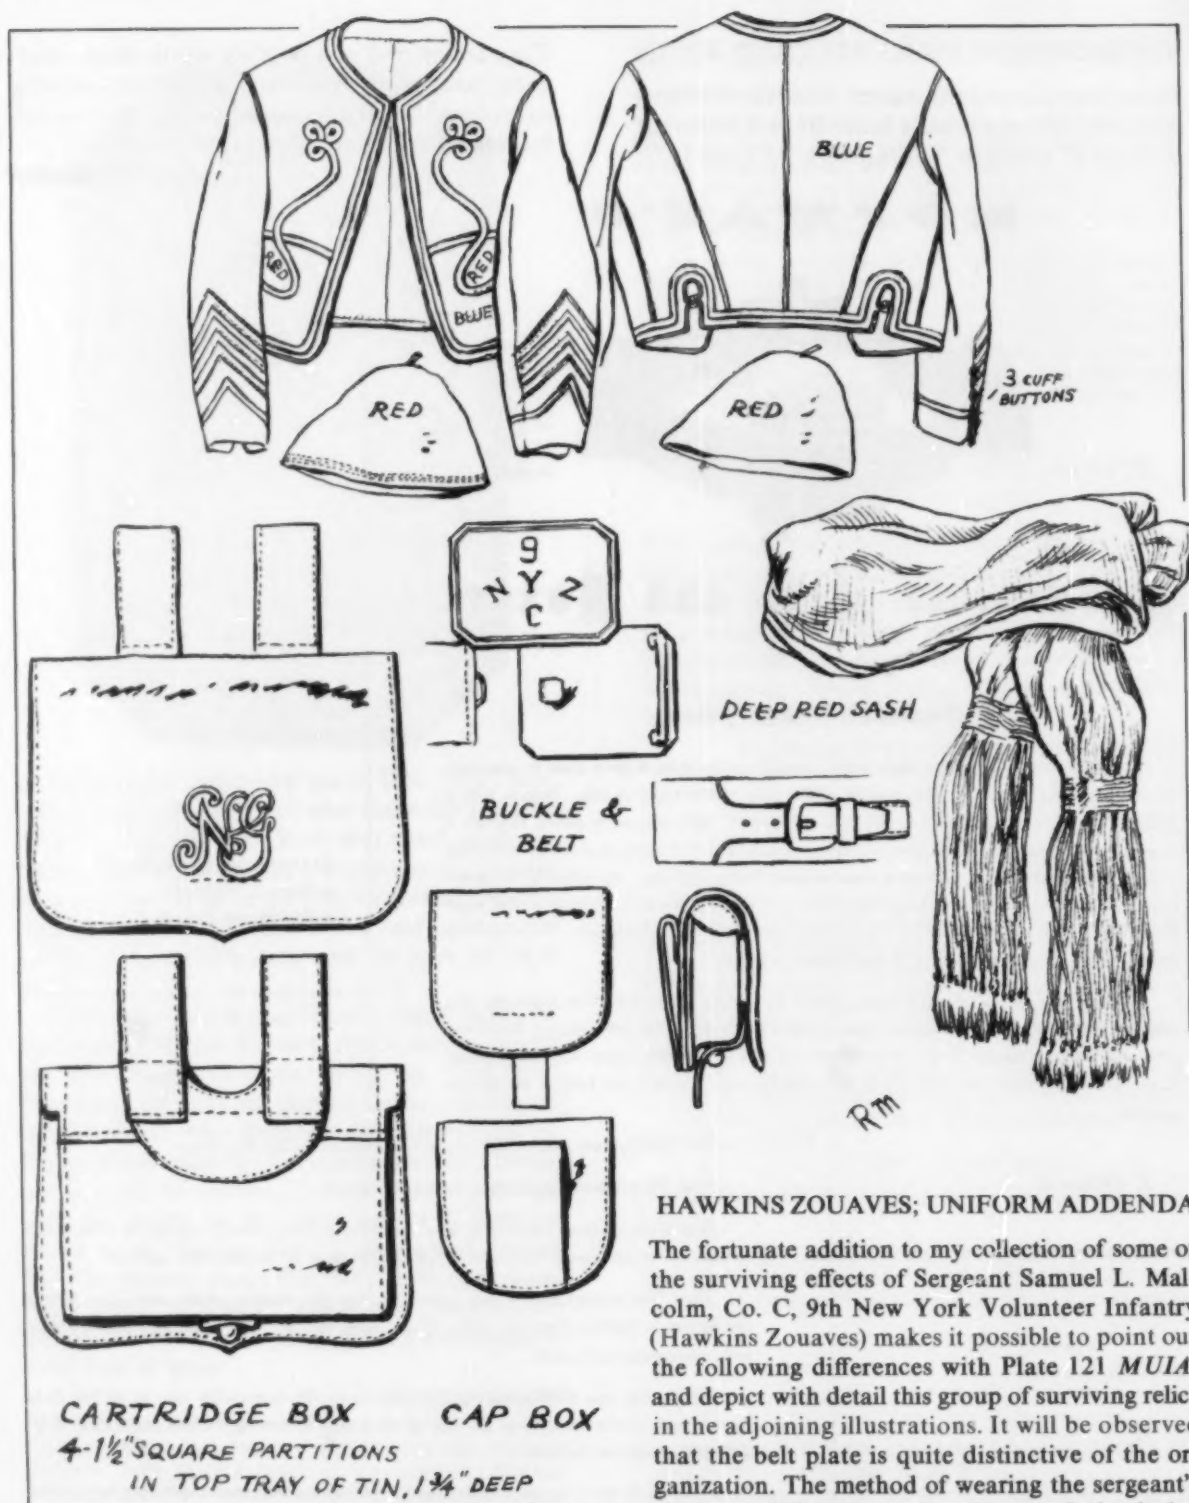 BLUE
RED
RED
BLUE
3 CUFF
BUTTONS
RED
RED
9
N Y Z
C
DEEP RED SASH
NG
BUCKLE &
BELT
Rm
HAWKINS ZOUAVES; UNIFORM ADDENDA
The fortunate addition to my collection of some o
the surviving effects of Sergeant Samuel L. Mal
colm, Co. C, 9th New York Volunteer Infantry
(Hawkins Zouaves) makes it possible to point ou
the following differences with Plate 121 MUIA
and depict with detail this group of surviving relic
in the adjoining illustrations. It will be observed
that the belt plate is quite distinctive of the or
ganization. The method of wearing the sergeant'
CARTRIDGE BOX
4-1½" SQUARE PARTITIONS
IN TOP TRAY OF TIN, 1¾" DEEP
CAP BOX